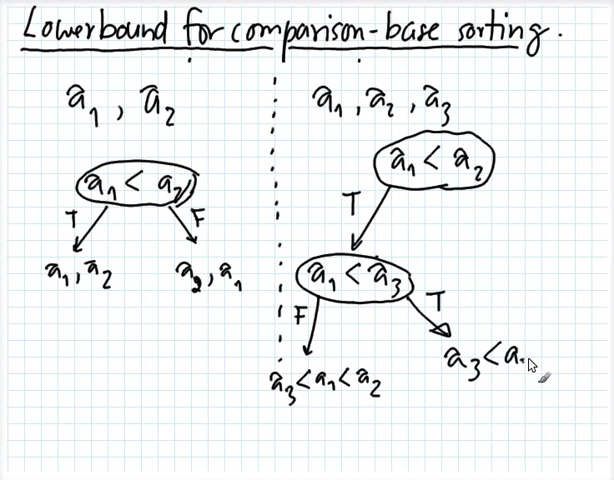 Lowerbound for comparison-base sorting.
a1, a2
a1, a2, a3
a1 < a2
a1 < a2
T
F
T
a1, a2
a2, a1
a1 < a3
F
T
a3<a1<a2
a3<a